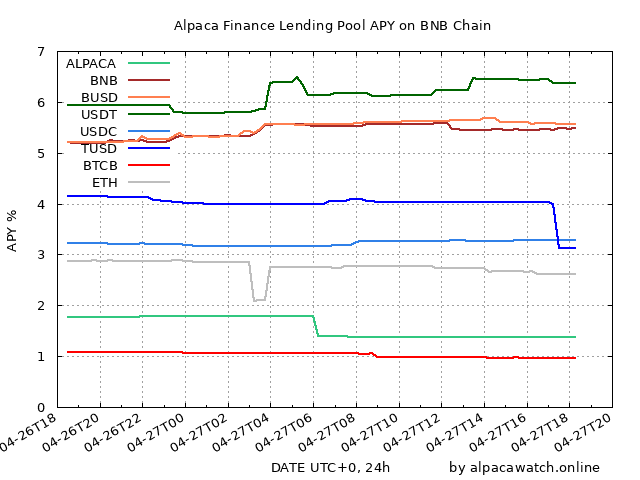 Alpaca Finance Lending Pool APY on BNB Chain
7
6
5
4
3
2
1
0
APY %
ALPACA
BNB
BUSD
USDT
USDC
TUSD
BTCB
ETH
04-26T18
04-26T20
04-26T22
04-27T00
04-27T02
04-27T04
04-27T06
04-27T08
04-27T10
04-27T12
04-27T14
04-27T16
04-27T18
04-27T20
DATE UTC+0, 24h
by alpacawatch.online